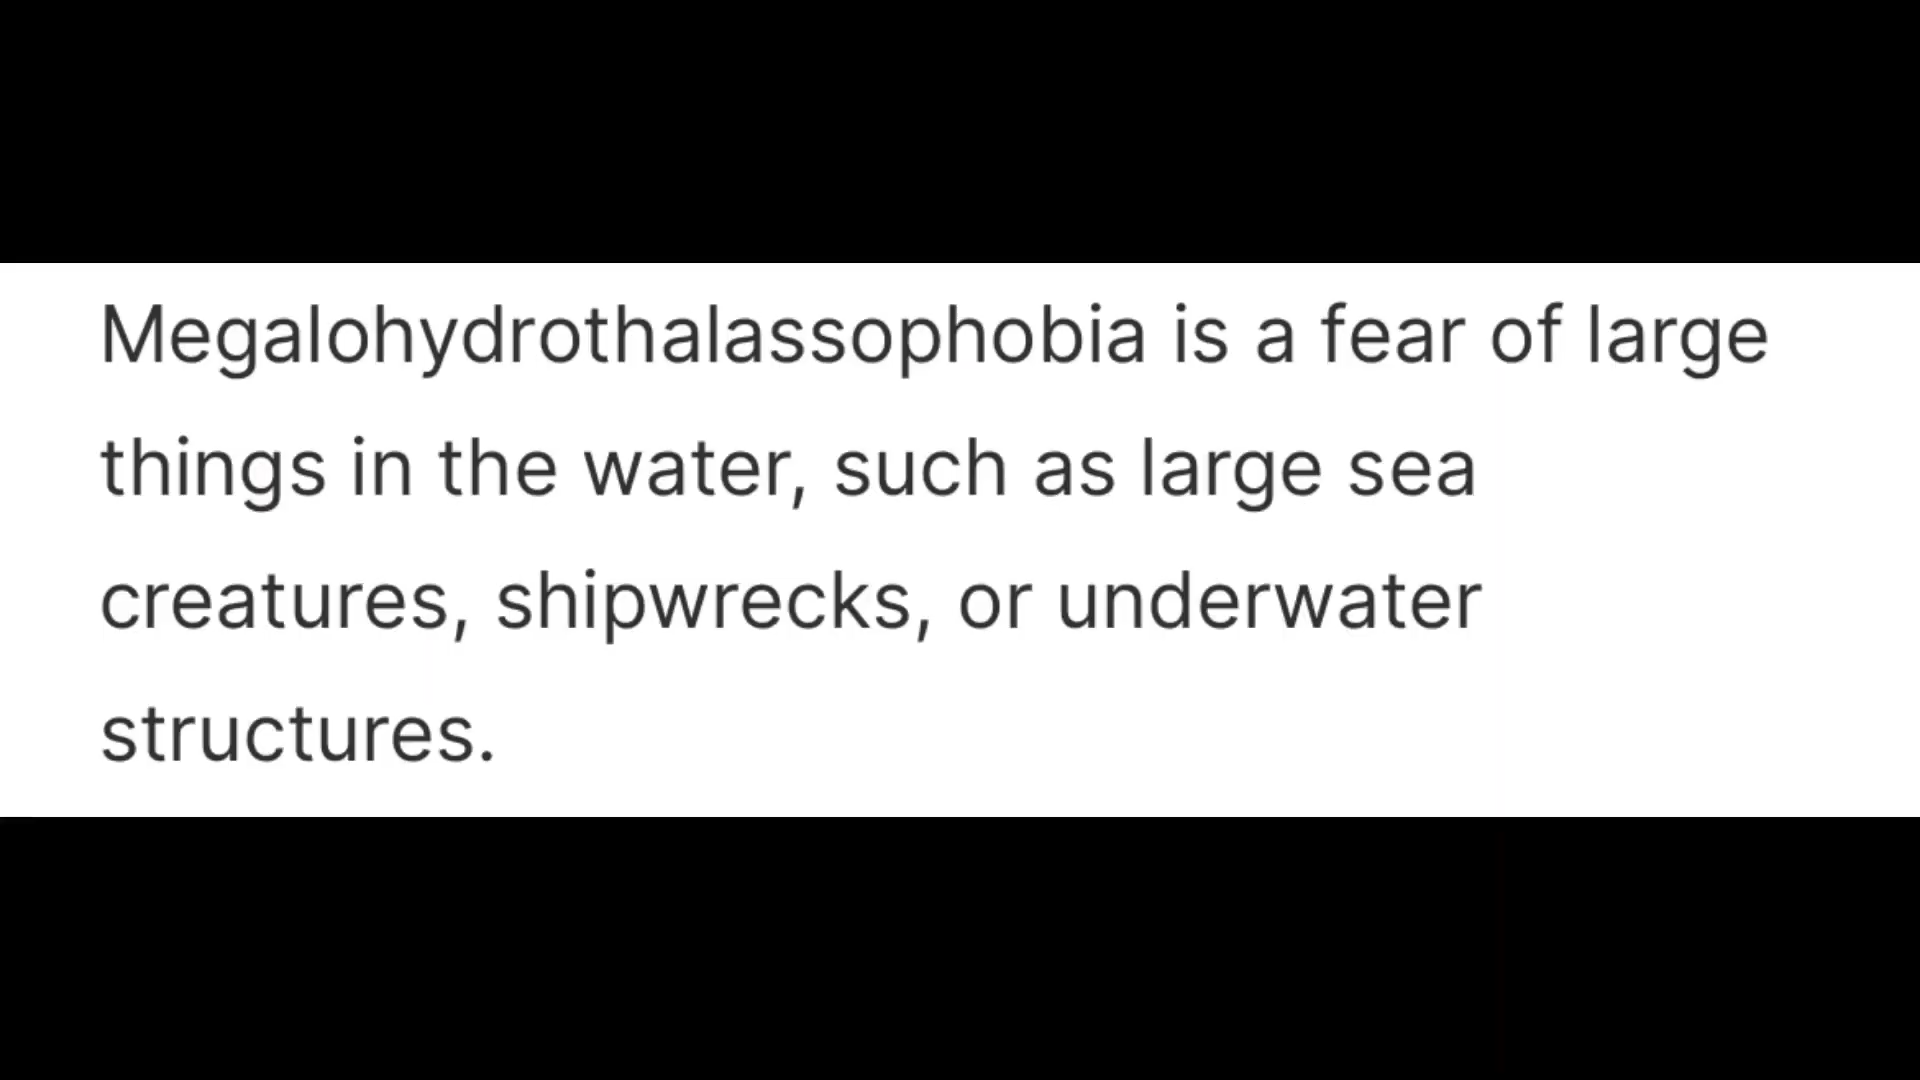 Megalohydrothalassophobia is a fear of large
things in the water, such as large sea
creatures, shipwrecks, or underwater
structures.